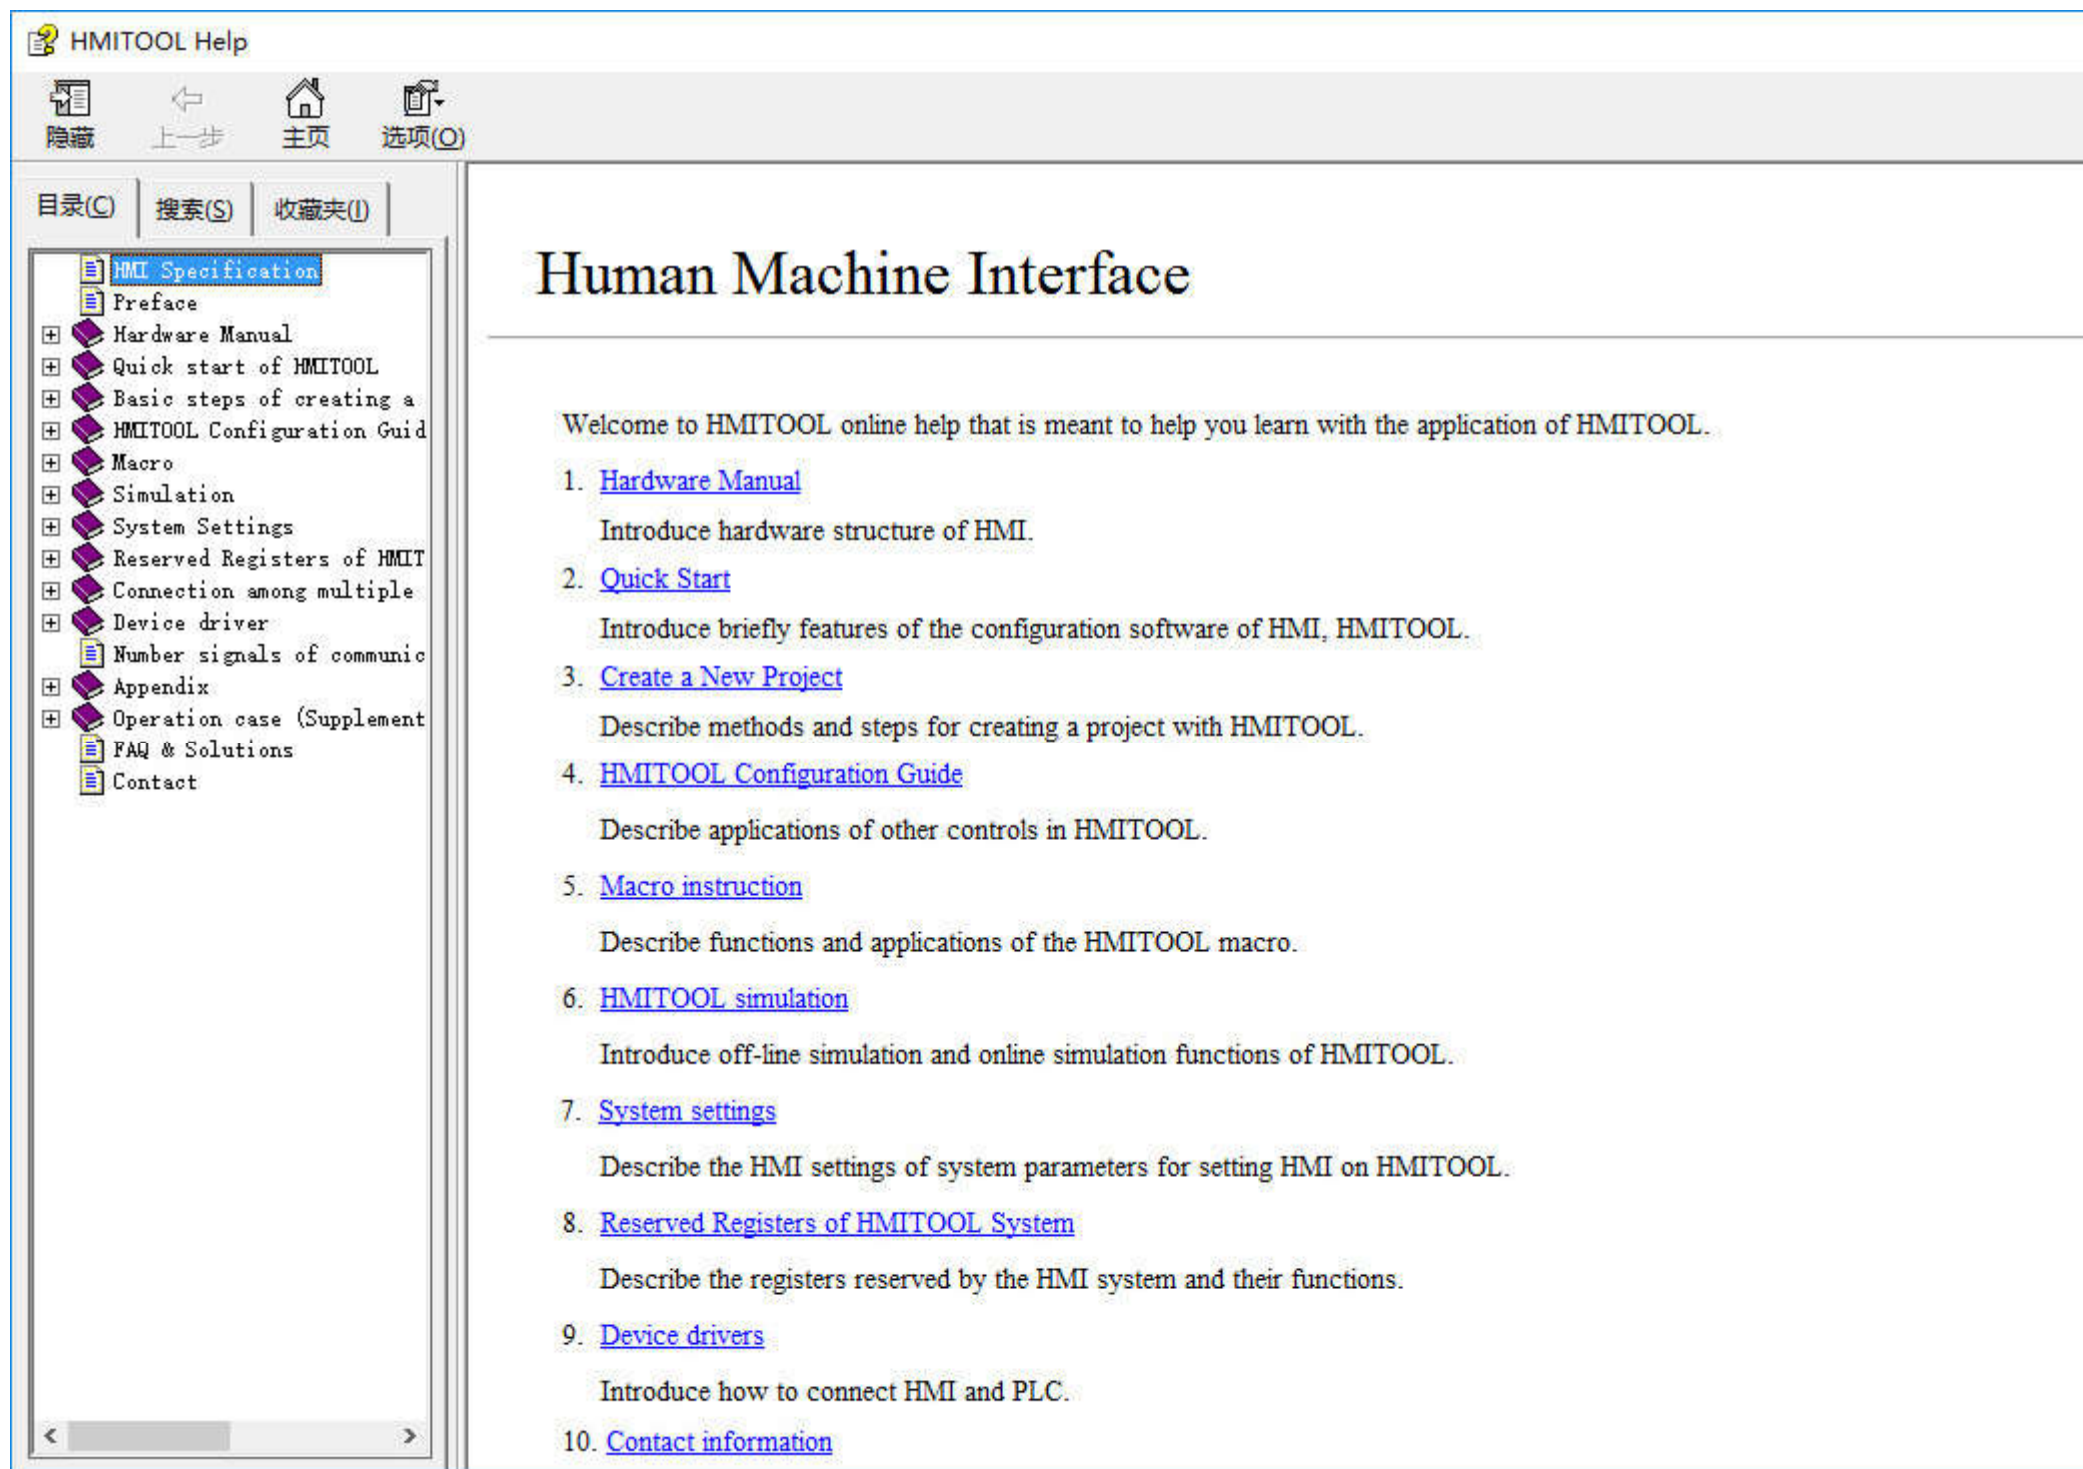 HMITOOL Help
隐藏 上一步 主页 选项(O)
目录(C) 搜索(S) 收藏夹(I)
HMI Specification
Preface
Hardware Manual
Quick start of HMITOOL
Basic steps of creating a
HMITOOL Configuration Guid
Macro
Simulation
System Settings
Reserved Registers of HMIT
Connection among multiple
Device driver
Number signals of communic
Appendix
Operation case (Supplement
FAQ & Solutions
Contact
Human Machine Interface
Welcome to HMITOOL online help that is meant to help you learn with the application of HMITOOL.
1. Hardware Manual
Introduce hardware structure of HMI.
2. Quick Start
Introduce briefly features of the configuration software of HMI, HMITOOL.
3. Create a New Project
Describe methods and steps for creating a project with HMITOOL.
4. HMITOOL Configuration Guide
Describe applications of other controls in HMITOOL.
5. Macro instruction
Describe functions and applications of the HMITOOL macro.
6. HMITOOL simulation
Introduce off-line simulation and online simulation functions of HMITOOL.
7. System settings
Describe the HMI settings of system parameters for setting HMI on HMITOOL.
8. Reserved Registers of HMITOOL System
Describe the registers reserved by the HMI system and their functions.
9. Device drivers
Introduce how to connect HMI and PLC.
10. Contact information